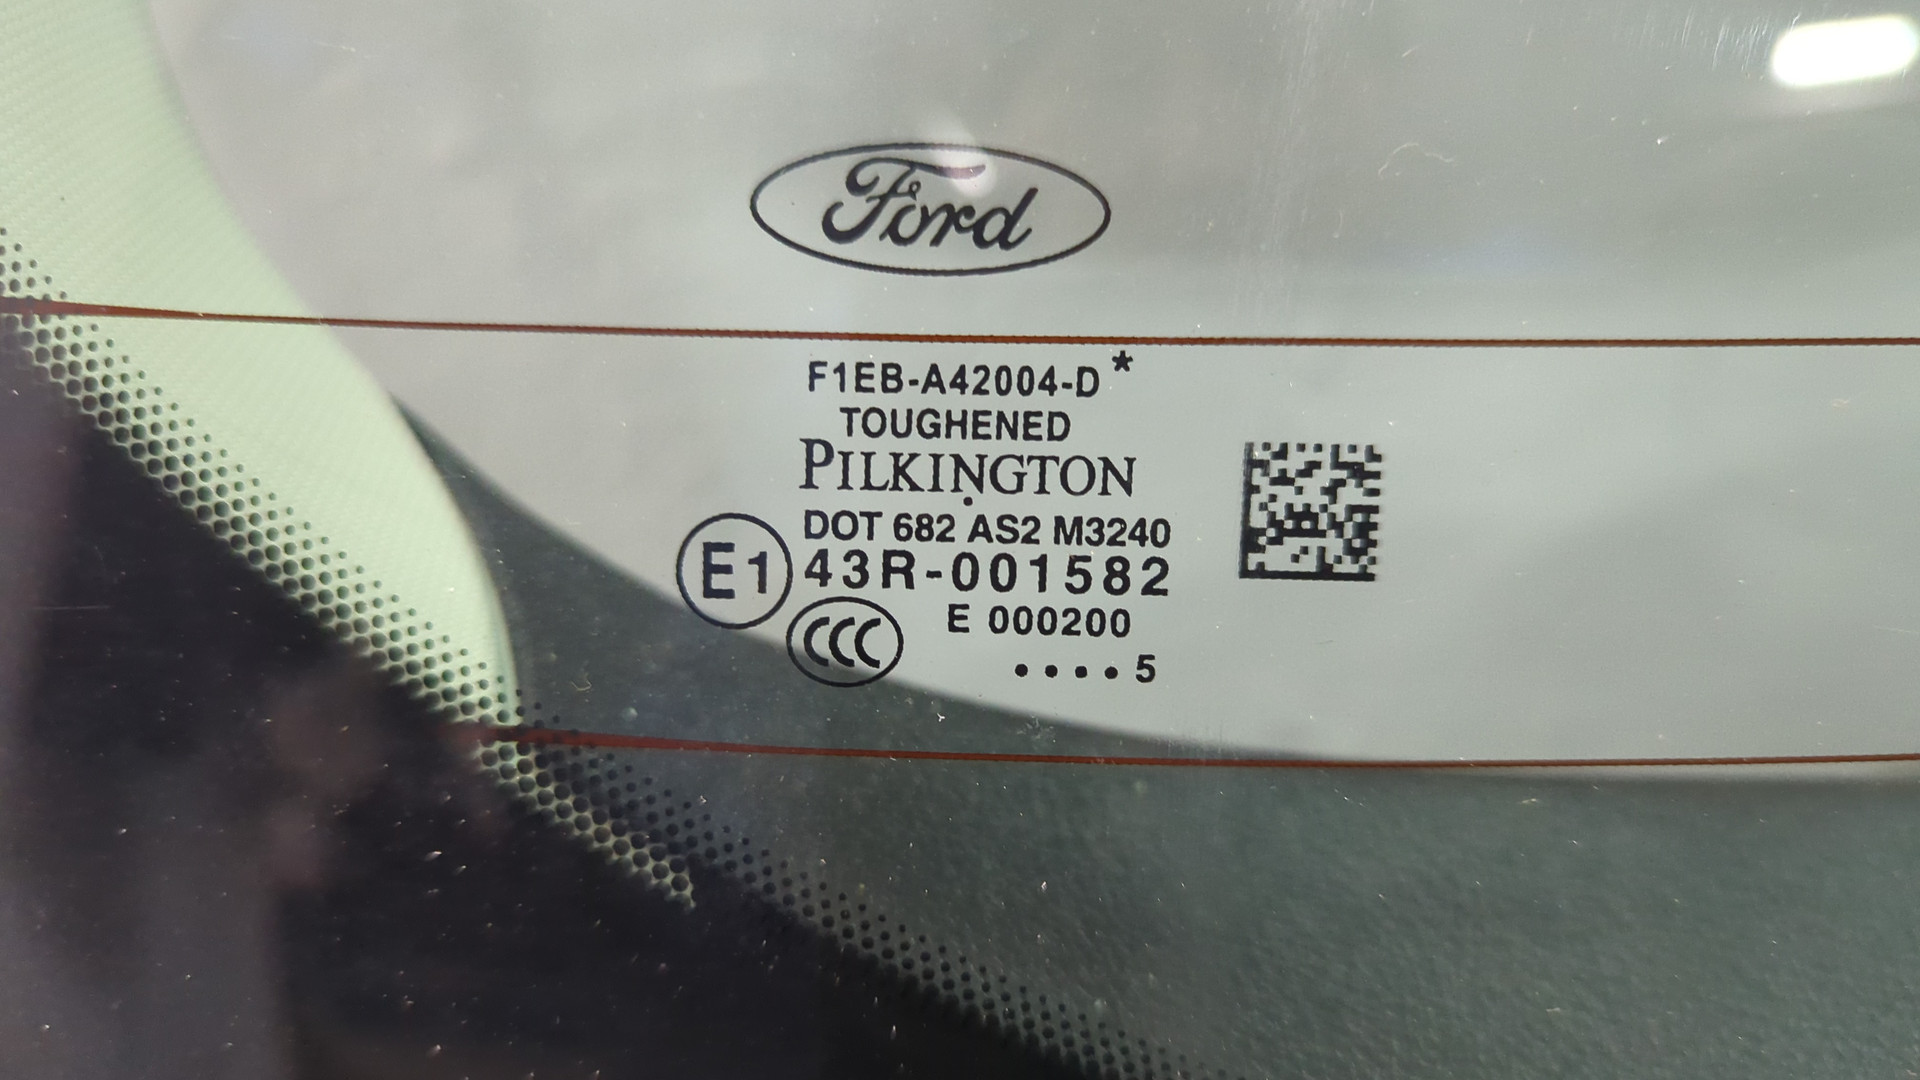 Ford
F1EB-A42004-D*
TOUGHENED
PILKINGTON
DOT 682 AS2 M3240
E1 43R-001582
CCC E 000200
....5